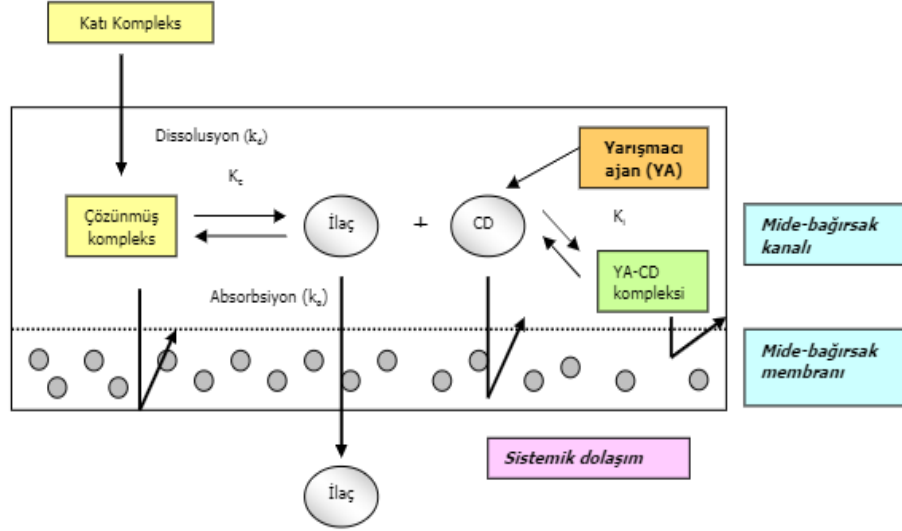 Katı Kompleks
Dissolusyon (kd)
Kc
Yarışmacı
ajan (YA)
Çözünmüş
kompleks
İlaç
+
CD
Ki
Mide-bağırsak
kanalı
YA-CD
kompleksi
Absorbsiyon (ka)
Mide-bağırsak
membranı
Sistemik dolaşım
İlaç